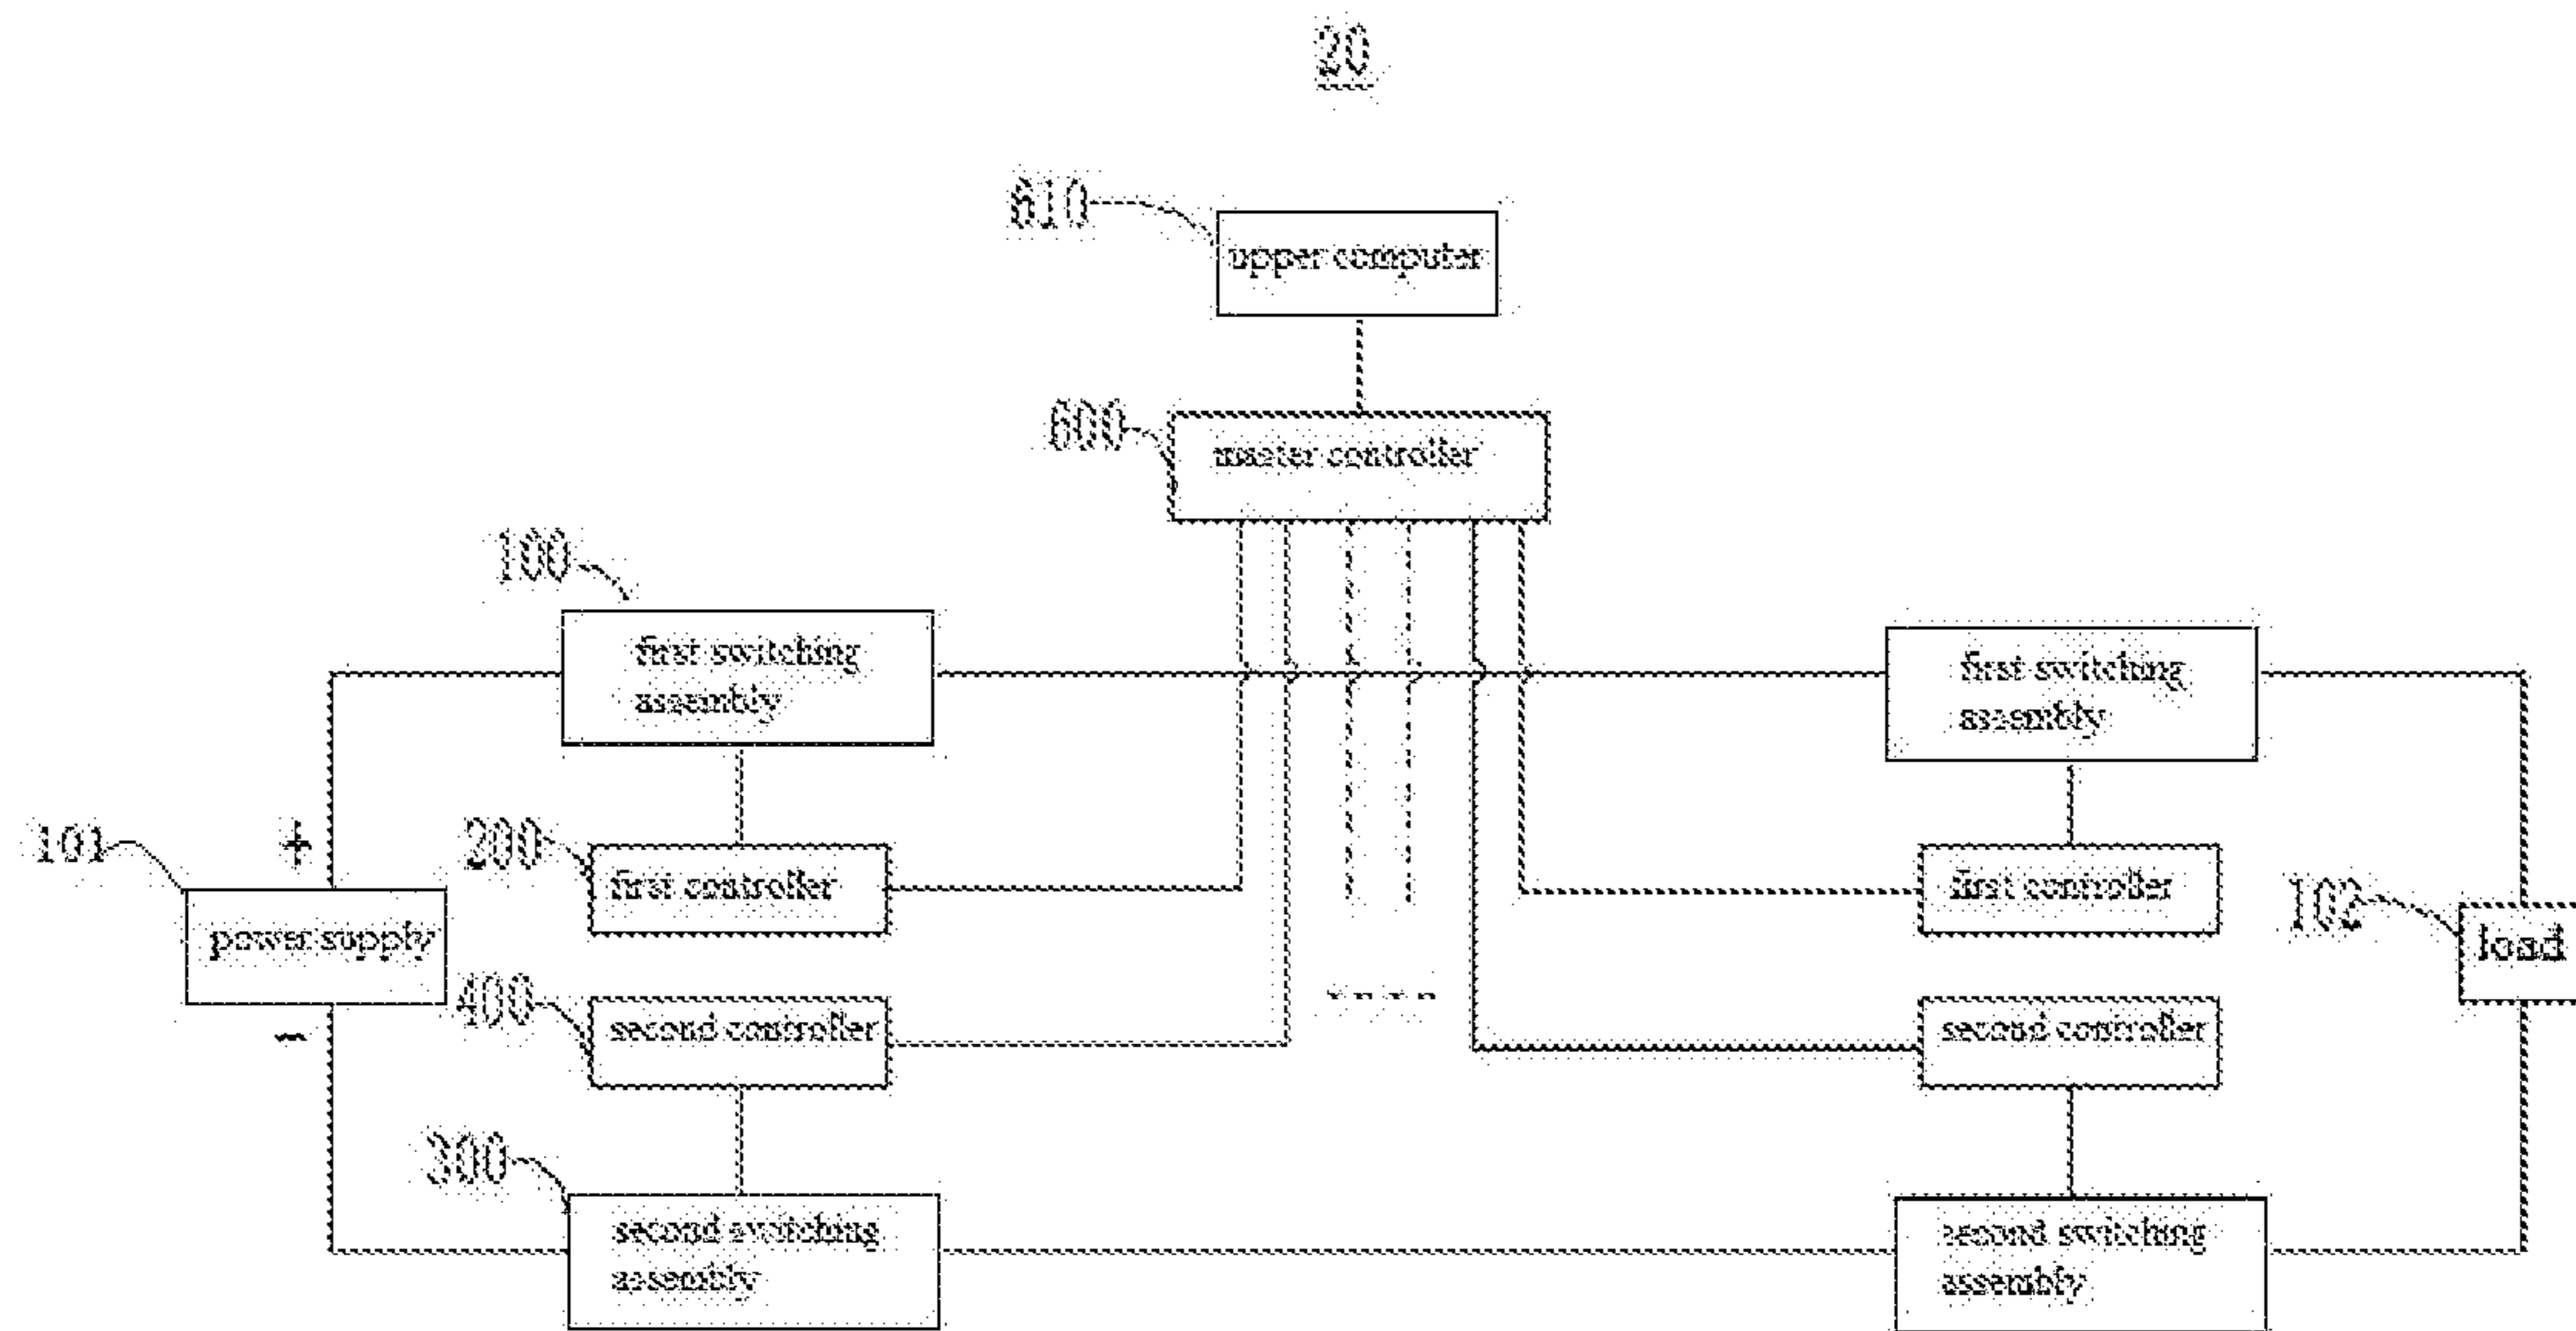 20
610
upper computer
600
master controller
100
first switching
assembly
first switching
assembly
101
+
200
first controller
first controller
102
power supply
load
400
second controller
second controller
−
300
second switching
assembly
second switching
assembly